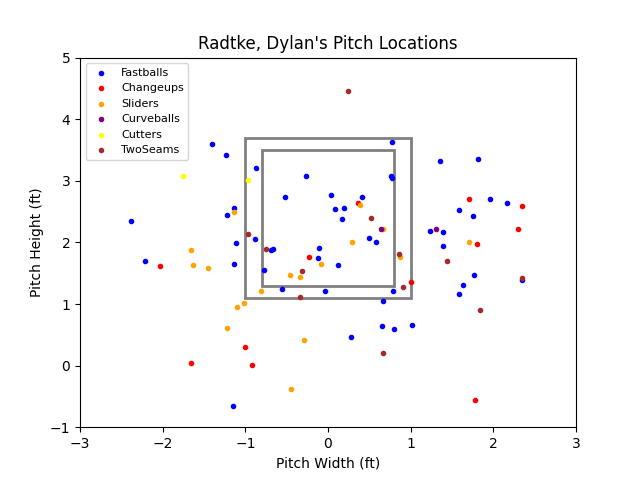 Radtke, Dylan's Pitch Locations
5
4
3
2
1
0
−1
Pitch Height (ft)
Fastballs
Changeups
Sliders
Curveballs
Cutters
TwoSeams
−3
−2
−1
0
1
2
3
Pitch Width (ft)